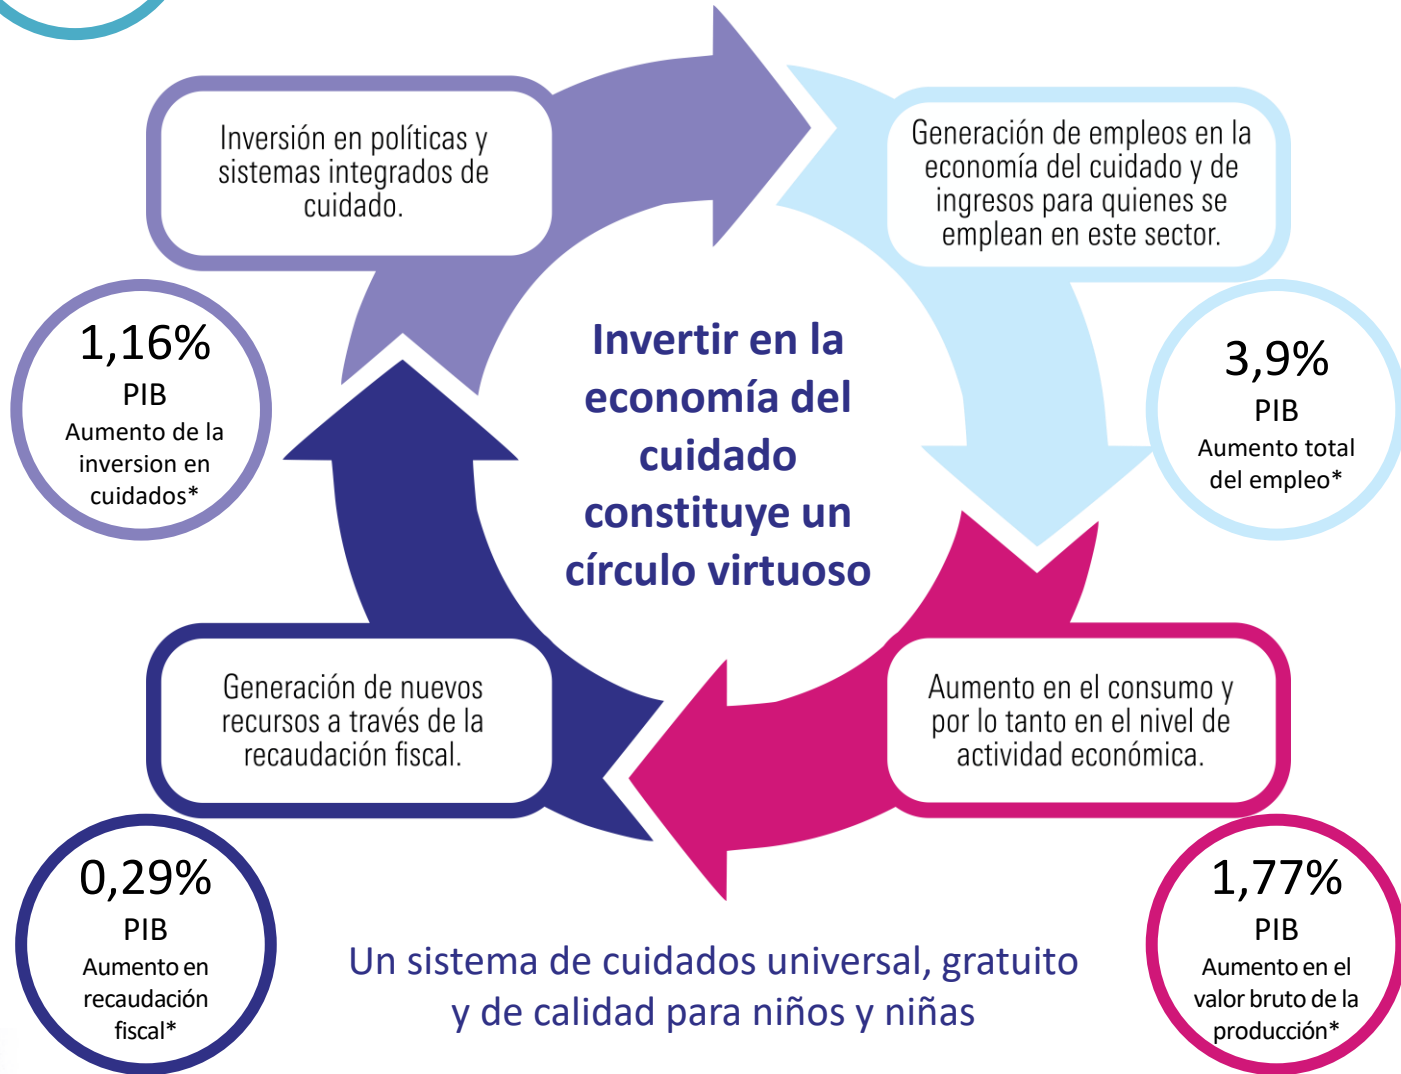 Inversión en políticas y
sistemas integrados de
cuidado.
Generación de empleos en la
economía del cuidado y de
ingresos para quienes se
emplean en este sector.
1,16%
PIB
Aumento de la
inversion en
cuidados*
Invertir en la
economía del
cuidado
constituye un
círculo virtuoso
3,9%
PIB
Aumento total
del empleo*
Generación de nuevos
recursos a través de la
recaudación fiscal.
Aumento en el consumo y
por lo tanto en el nivel de
actividad económica.
0,29%
PIB
Aumento en
recaudación
fiscal*
Un sistema de cuidados universal, gratuito
y de calidad para niños y niñas
1,77%
PIB
Aumento en el
valor bruto de la
producción*